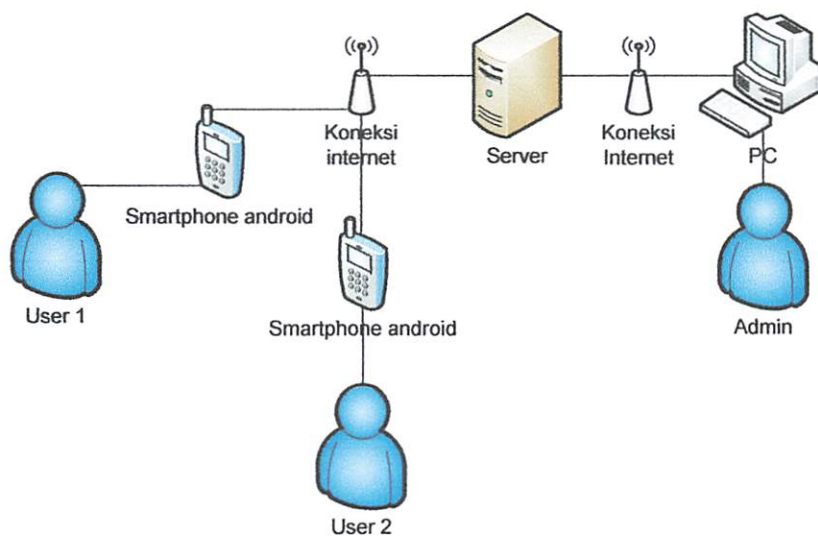 Koneksi
internet
Server
Koneksi
Internet
PC
Smartphone android
User 1
Smartphone android
Admin
User 2